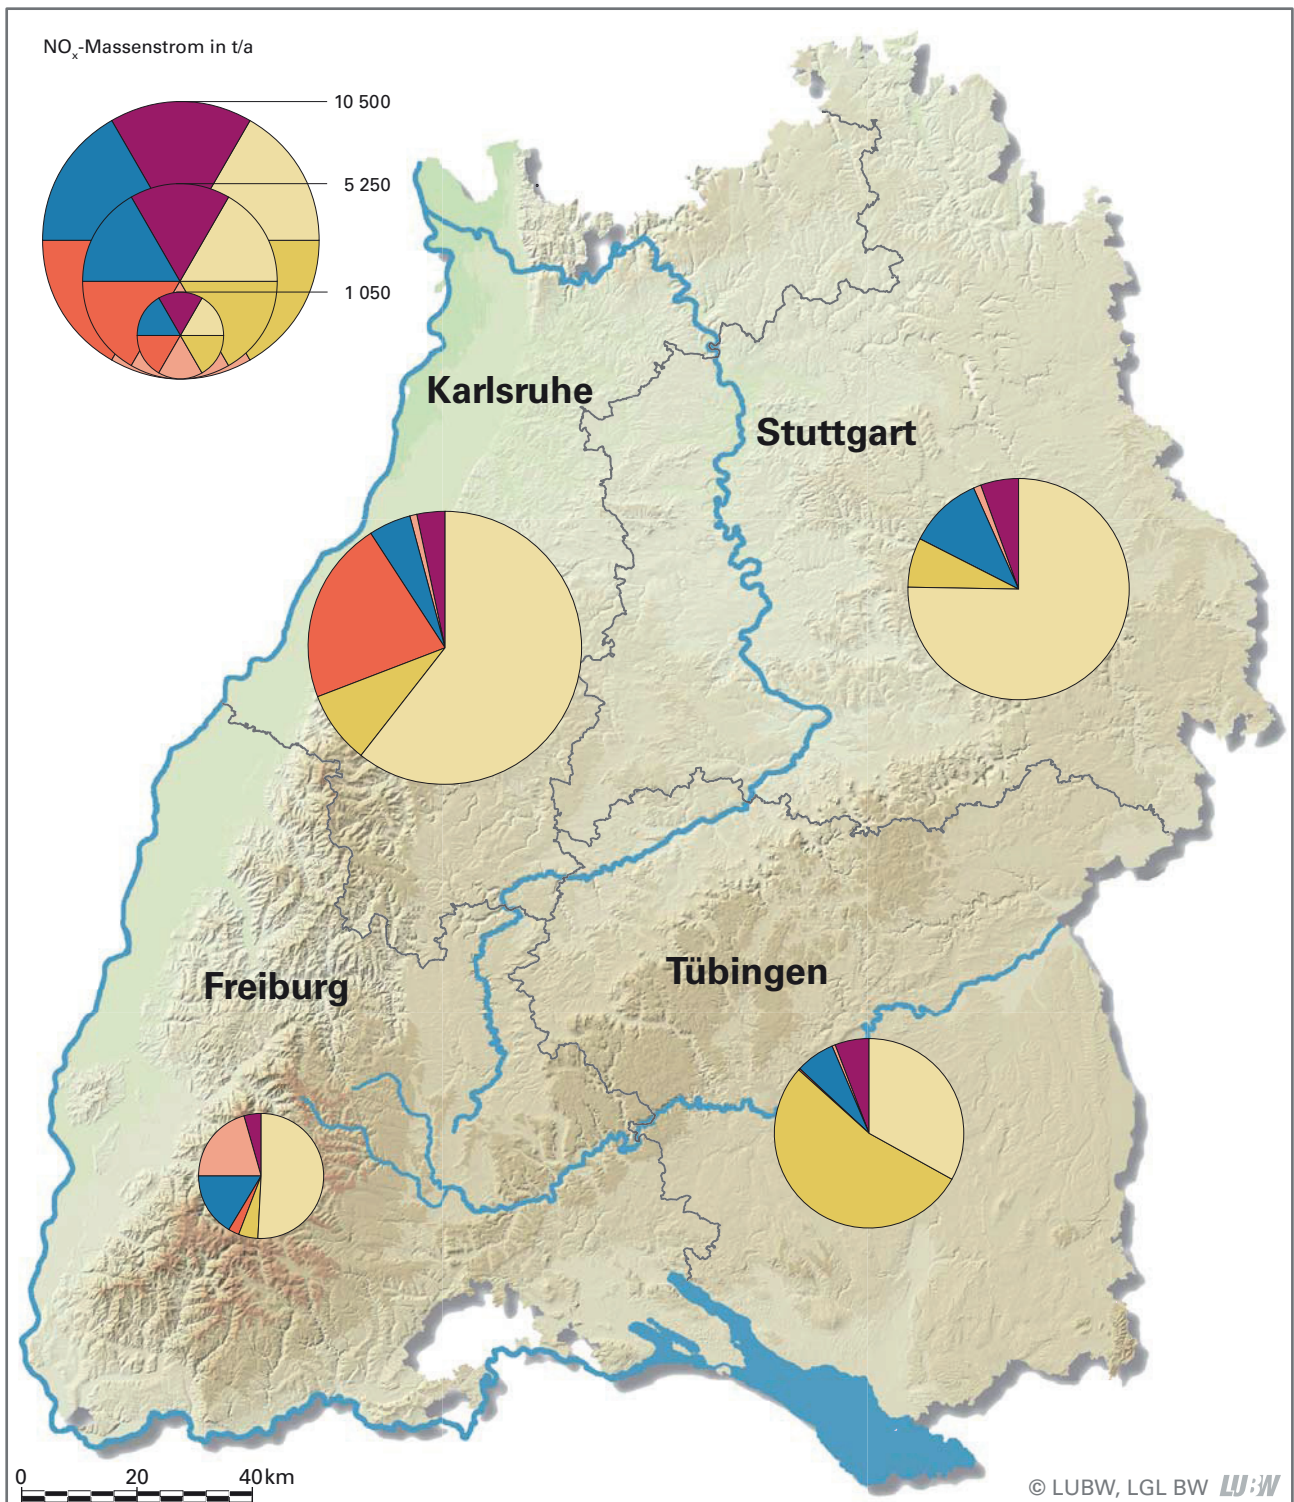 NOx-Massenstrom in t/a
10 500
5 250
1 050
Karlsruhe
Stuttgart
Freiburg
Tübingen
0 20 40 km
© LUBW, LGL BW LUBW